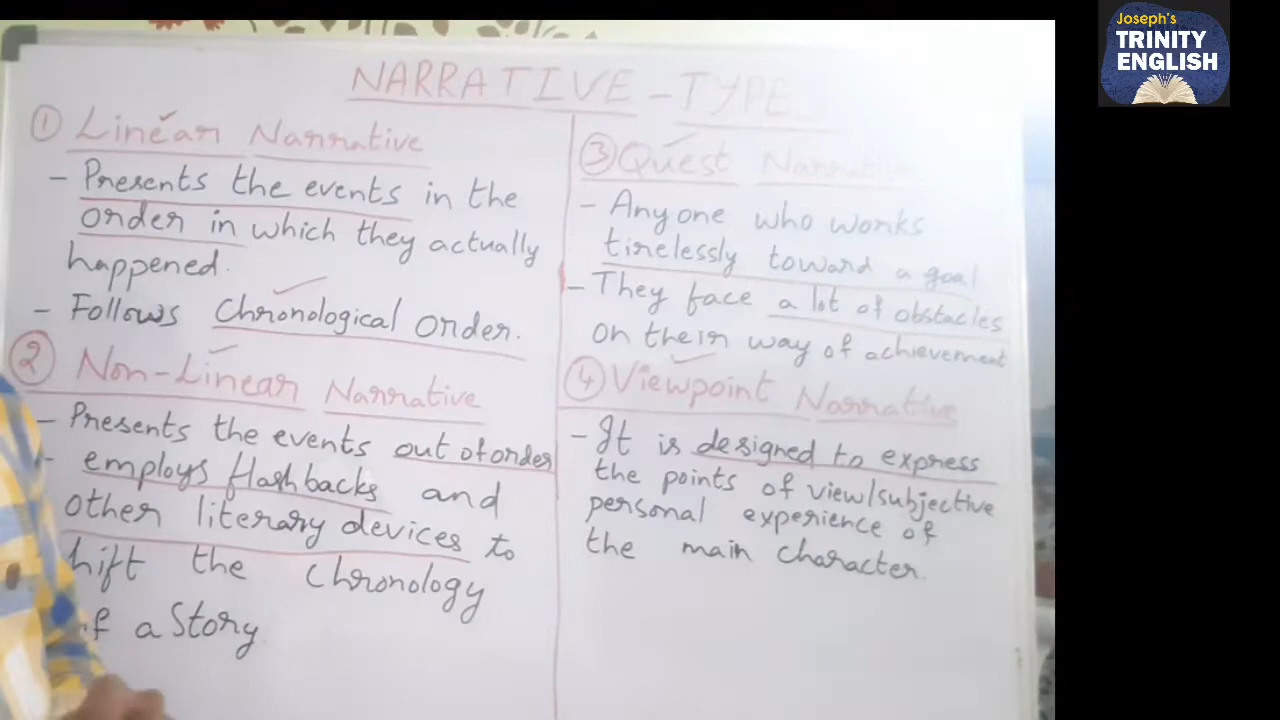 Joseph's
TRINITY
ENGLISH
NARRATIVE - TYPE
① Linear Narrative
- Presents the events in the
order in which they actually
happened.
- Follows Chronological order.
② Non-Linear Narrative
- Presents the events out of order
- employs flashbacks and
other literary devices to
hift the Chronology
f a Story.
③ Quest Narrative
- Anyone who works
tirelessly toward a goal
- They face a lot of obstacles
on their way of achievement
④ Viewpoint Narrative
- It is designed to express
the points of view/subjective
personal experience of
the main character.